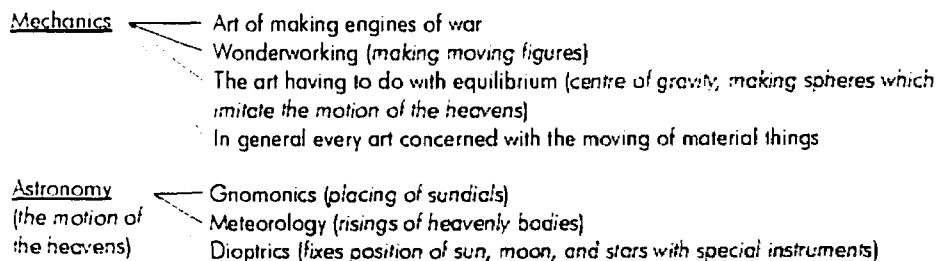 Mechanics
Art of making engines of war
Wonderworking (making moving figures)
The art having to do with equilibrium (centre of gravity, making spheres which
imitate the motion of the heavens)
In general every art concerned with the moving of material things
Astronomy
(the motion of
the heavens)
Gnomonics (placing of sundials)
Meteorology (risings of heavenly bodies)
Dioptrics (fixes position of sun, moon, and stars with special instruments)